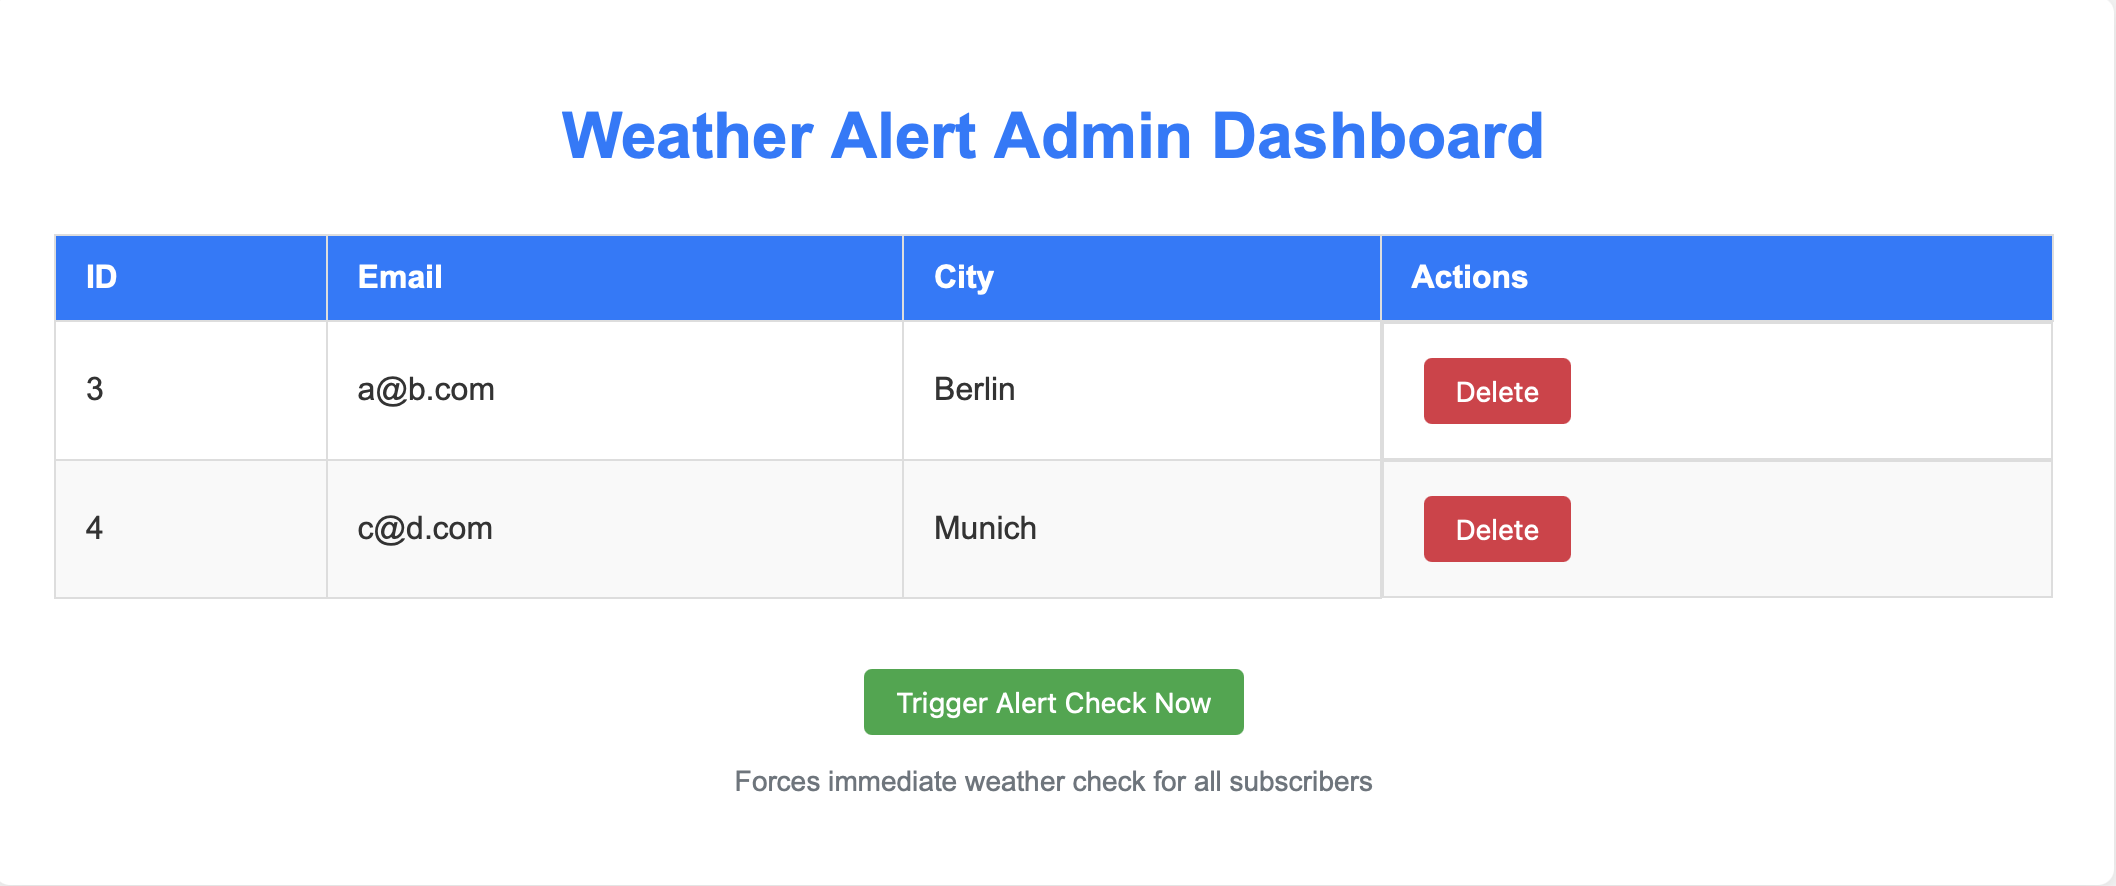 Weather Alert Admin Dashboard
ID Email City Actions
3 a@b.com Berlin Delete
4 c@d.com Munich Delete
Trigger Alert Check Now
Forces immediate weather check for all subscribers